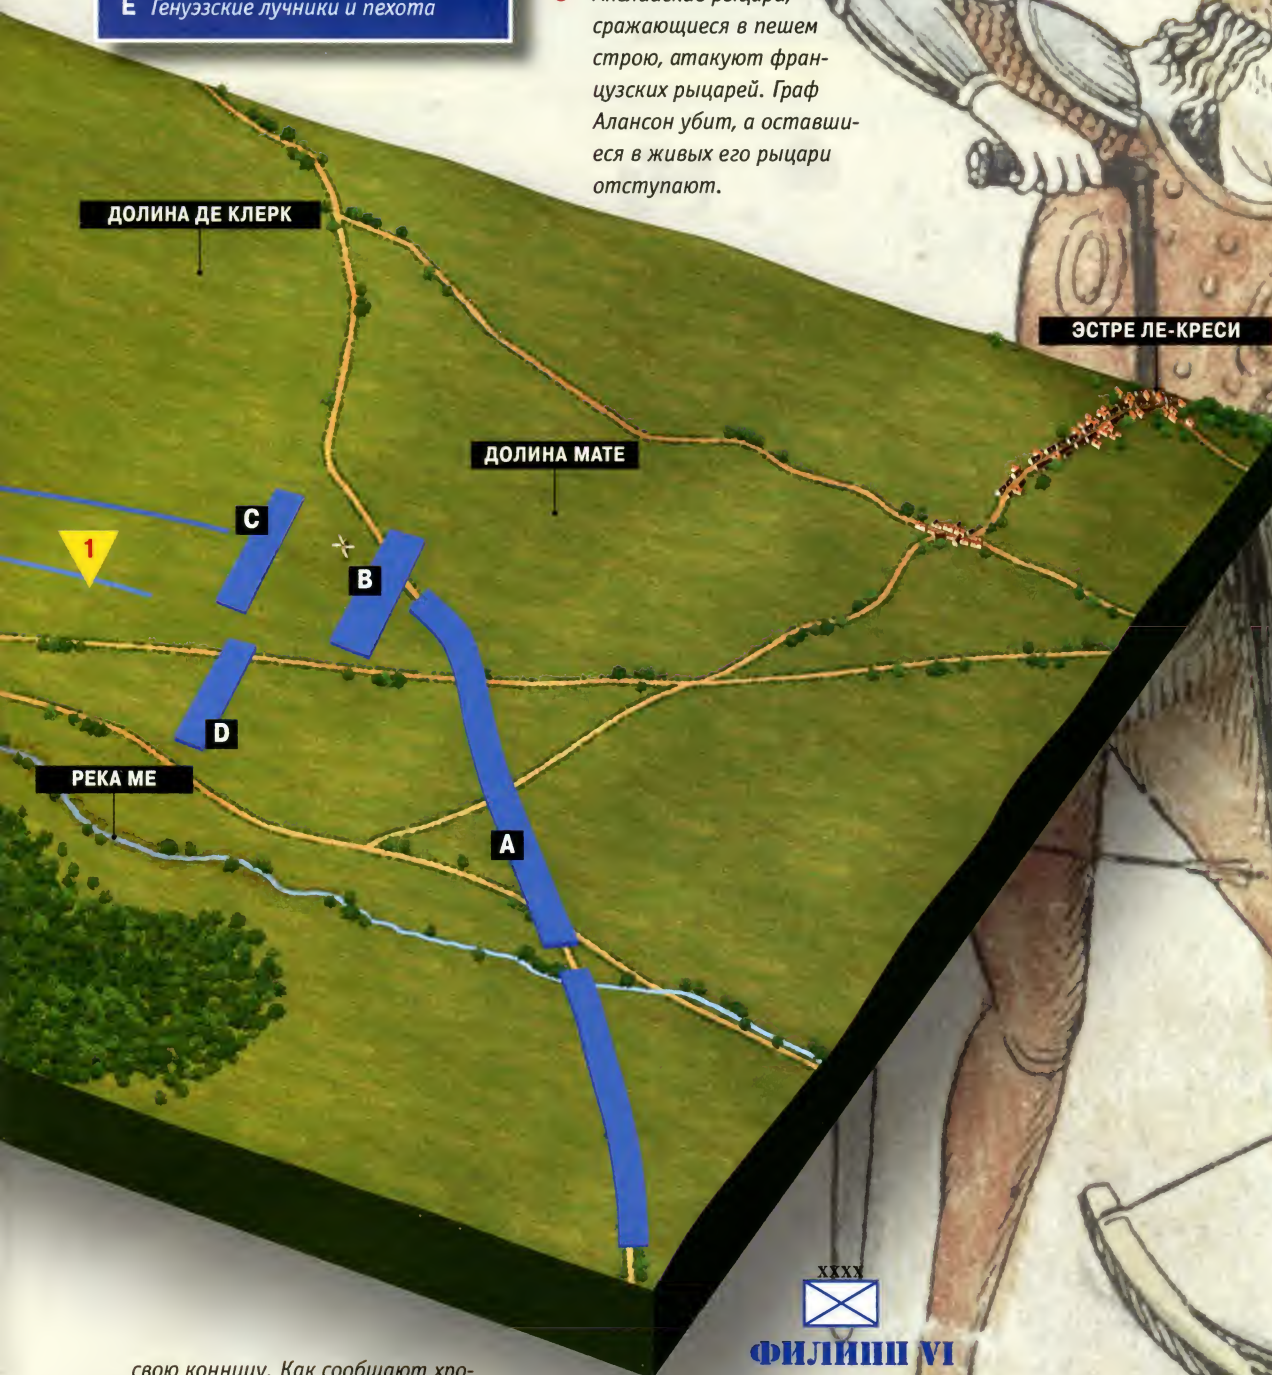 E Генуэзские лучники и пехота
сражающиеся в пешем
строю, атакуют фран-
цузских рыцарей. Граф
Алансон убит, а оставши-
еся в живых его рыцари
отступают.
ДОЛИНА ДЕ КЛЕРК
ЭСТРЕ ЛЕ-КРЕСИ
ДОЛИНА МАТЕ
C
1
B
D
РЕКА МЕ
A
XXXX
ФИЛИПП VI
свою конницу. Как сообщают хро-